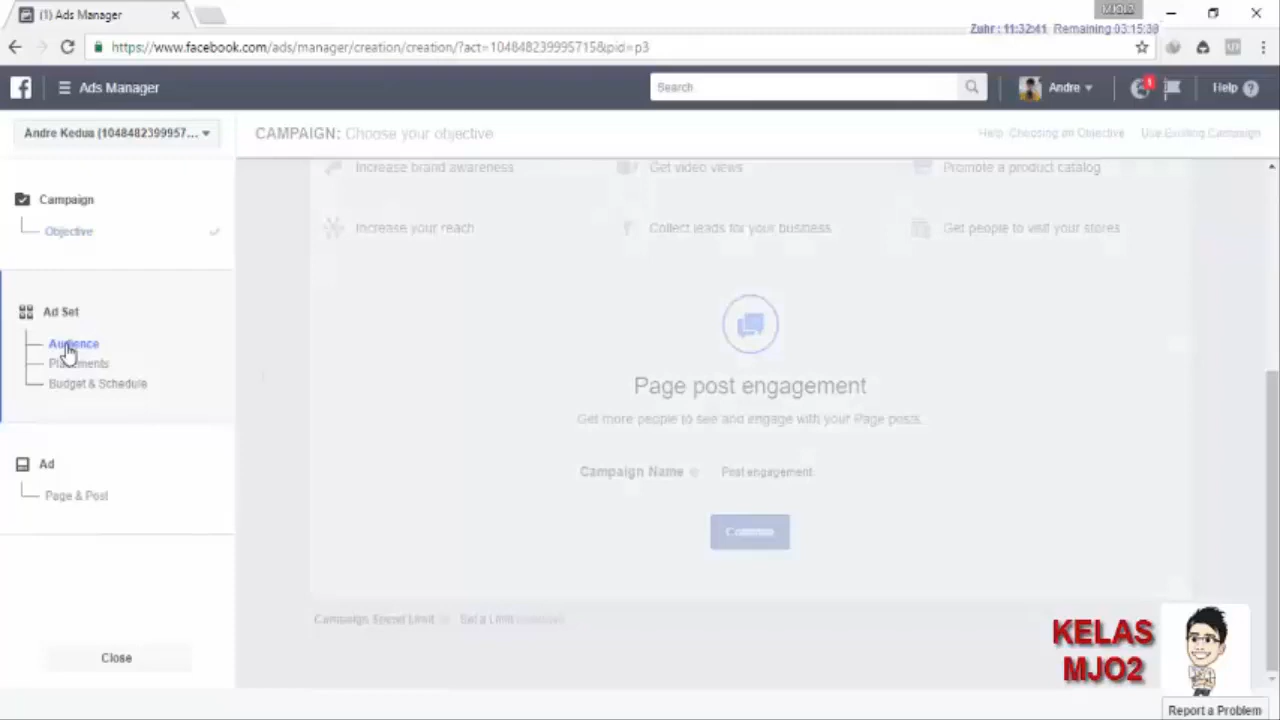 (1) Ads Manager
MJO2
Zuhr : 11:32:41 Remaining 03:15:39
https://www.facebook.com/ads/manager/creation/creation/?act=1048482399957715&pid=p3
Ads Manager
Search
Andre
1
Help
Andre Kedua (1048482399957...
CAMPAIGN: Choose your objective
Help: Choosing an Objective
Use Existing Campaign
Increase brand awareness
Get video views
Promote a product catalog
Campaign
Objective
Increase your reach
Collect leads for your business
Get people to visit your stores
Ad Set
Audience
Placements
Budget & Schedule
Page post engagement
Get more people to see and engage with your Page posts.
Campaign Name
Post engagement
Ad
Page & Post
Continue
Campaign Spend Limit
Set a Limit
Close
KELAS
MJO2
Report a Problem